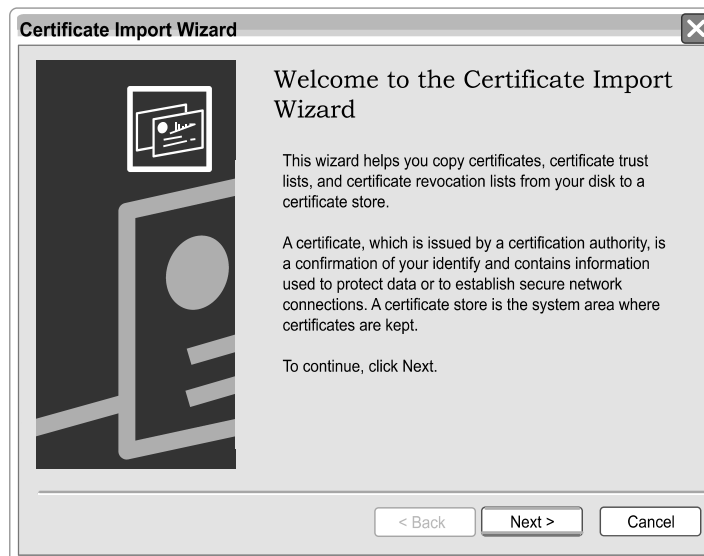 Certificate Import Wizard
Welcome to the Certificate Import
Wizard
This wizard helps you copy certificates, certificate trust
lists, and certificate revocation lists from your disk to a
certificate store.
A certificate, which is issued by a certification authority, is
a confirmation of your identify and contains information
used to protect data or to establish secure network
connections. A certificate store is the system area where
certificates are kept.
To continue, click Next.
< Back
Next >
Cancel